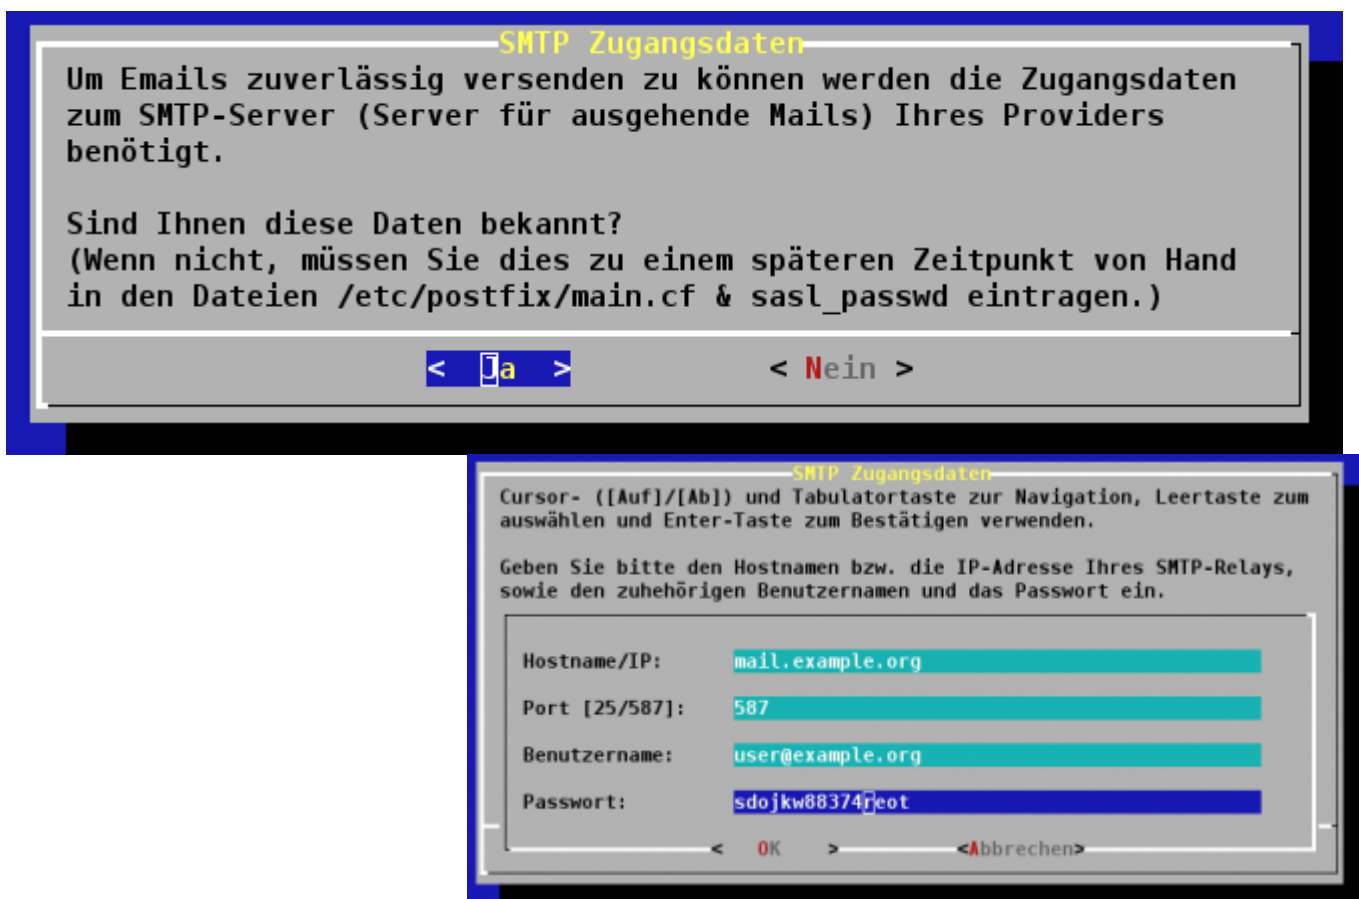 SMTP Zugangsdaten
Um Emails zuverlässig versenden zu können werden die Zugangsdaten
zum SMTP-Server (Server für ausgehende Mails) Ihres Providers
benötigt.
Sind Ihnen diese Daten bekannt?
(Wenn nicht, müssen Sie dies zu einem späteren Zeitpunkt von Hand
in den Dateien /etc/postfix/main.cf & sasl_passwd eintragen.)
< Ja > < Nein >
SMTP Zugangsdaten
Cursor- ([Auf]/[Ab]) und Tabulatortaste zur Navigation, Leertaste zum
auswählen und Enter-Taste zum Bestätigen verwenden.
Geben Sie bitte den Hostnamen bzw. die IP-Adresse Ihres SMTP-Relays,
sowie den zuhehörigen Benutzernamen und das Passwort ein.
Hostname/IP: mail.example.org
Port [25/587]: 587
Benutzername: user@example.org
Passwort: sdojkw88374reot
< OK > <Abbrechen>